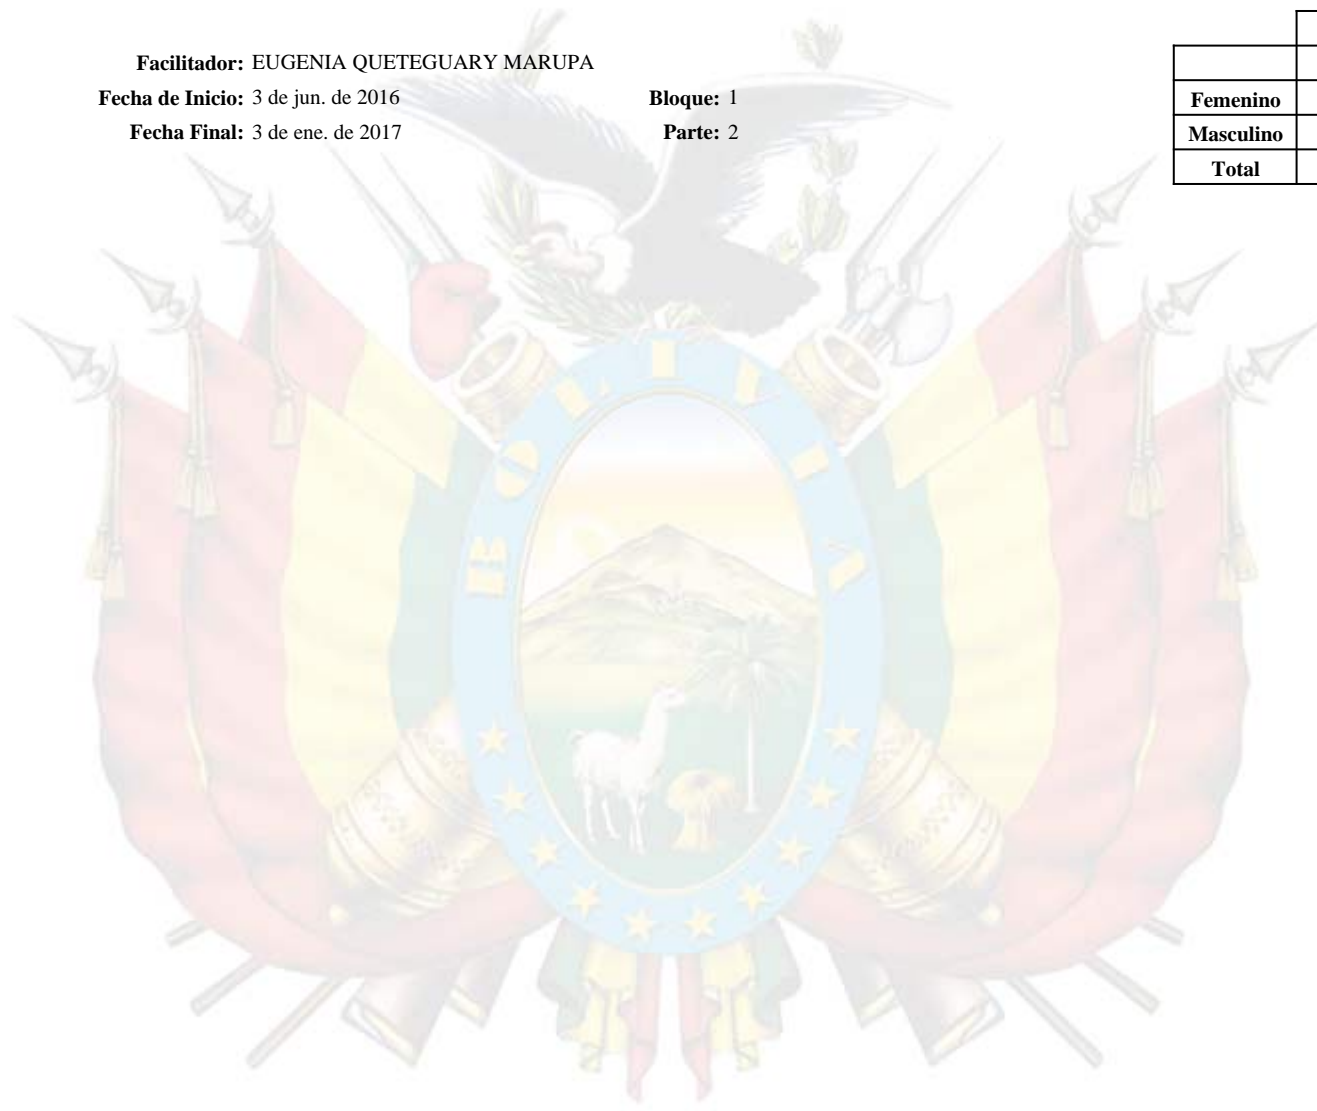 Facilitador: EUGENIA QUETEGUARY MARUPA
Fecha de Inicio: 3 de jun. de 2016 Bloque: 1
Fecha Final: 3 de ene. de 2017 Parte: 2
Femenino
Masculino
Total
BOLIVIA